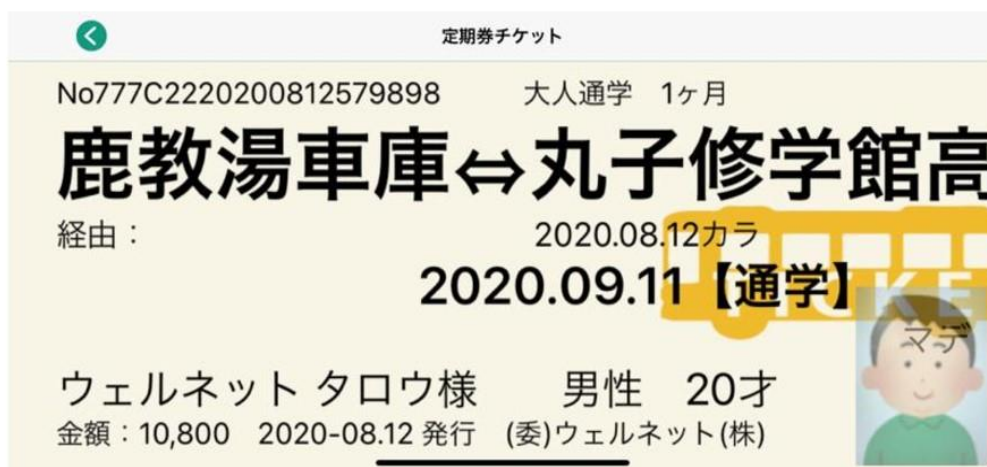 定期券チケット
No777C2220200812579898 大人通学 1ヶ月
鹿教湯車庫⇔丸子修学館高
経由：
2020.08.12カラ
2020.09.11【通学】
マデ
ウェルネット タロウ様 男性 20才
金額：10,800 2020-08.12 発行 (委)ウェルネット(株)
TICKE